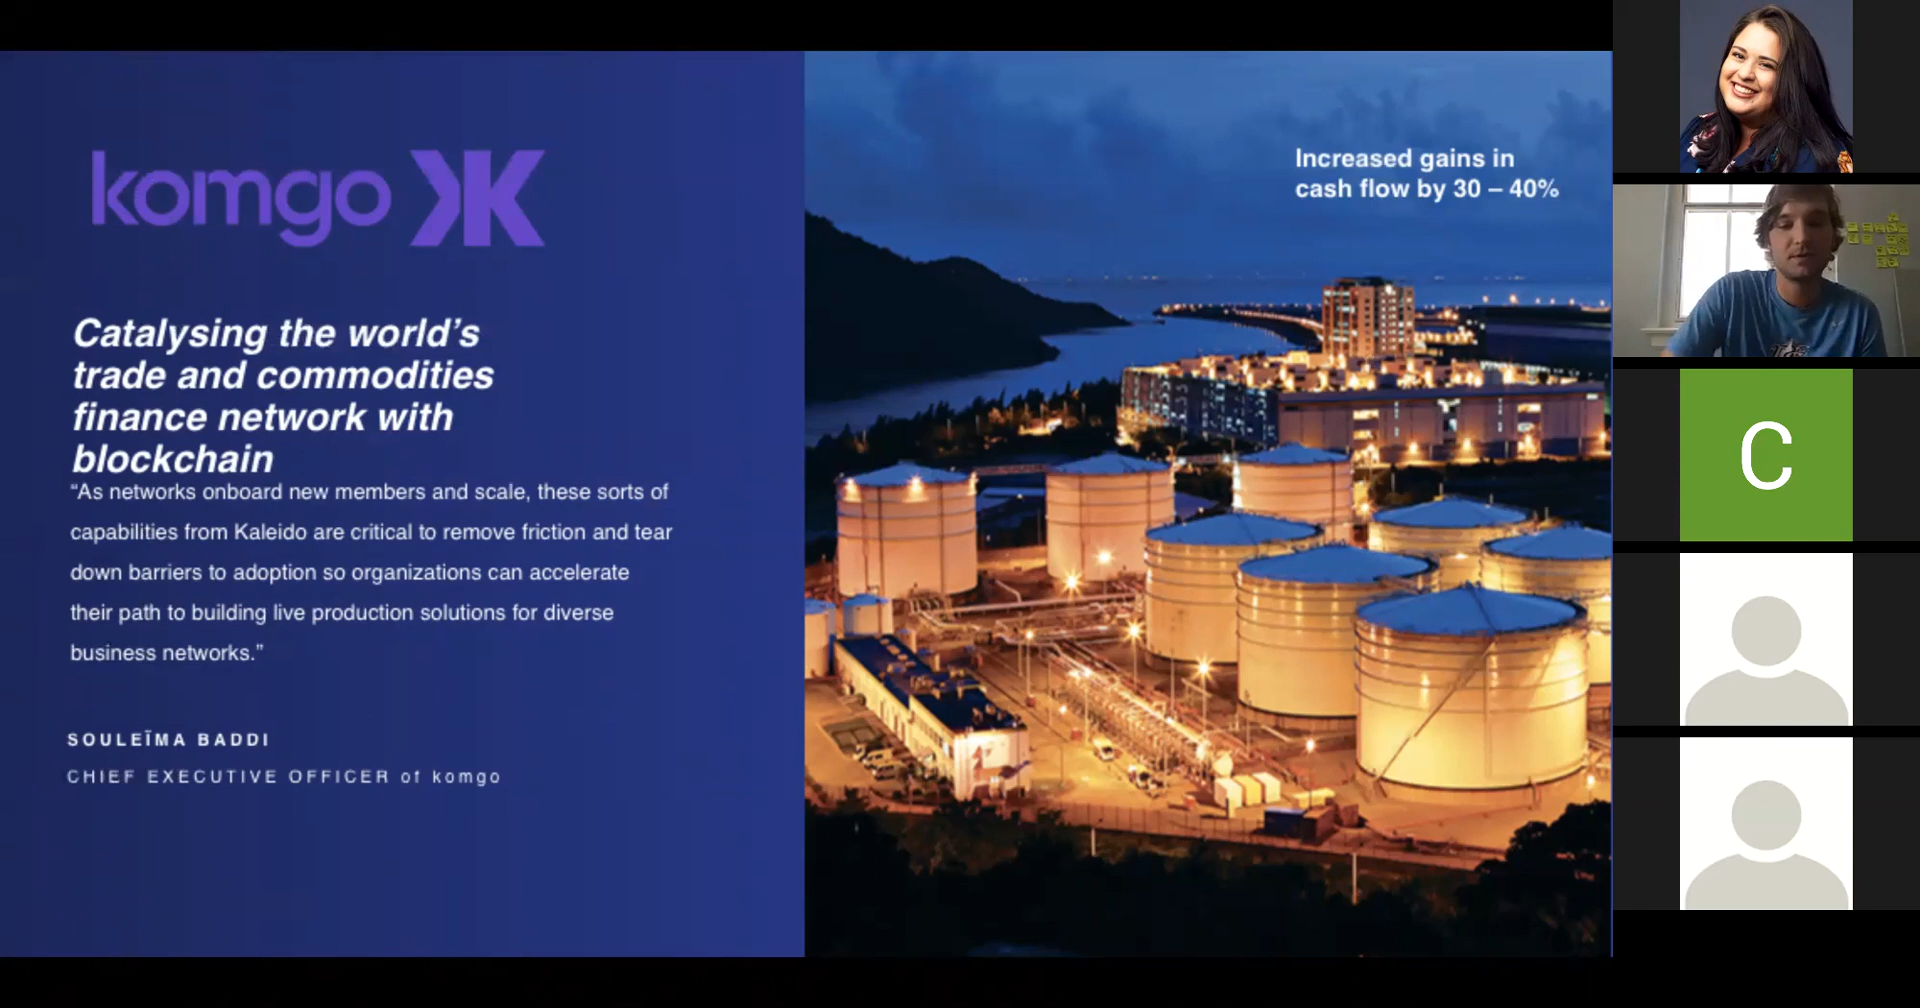 komgo
Catalysing the world's
trade and commodities
finance network with
blockchain
“As networks onboard new members and scale, these sorts of
capabilities from Kaleido are critical to remove friction and tear
down barriers to adoption so organizations can accelerate
their path to building live production solutions for diverse
business networks.”
SOULEÏMA BADDI
CHIEF EXECUTIVE OFFICER of komgo
Increased gains in
cash flow by 30 – 40%
C